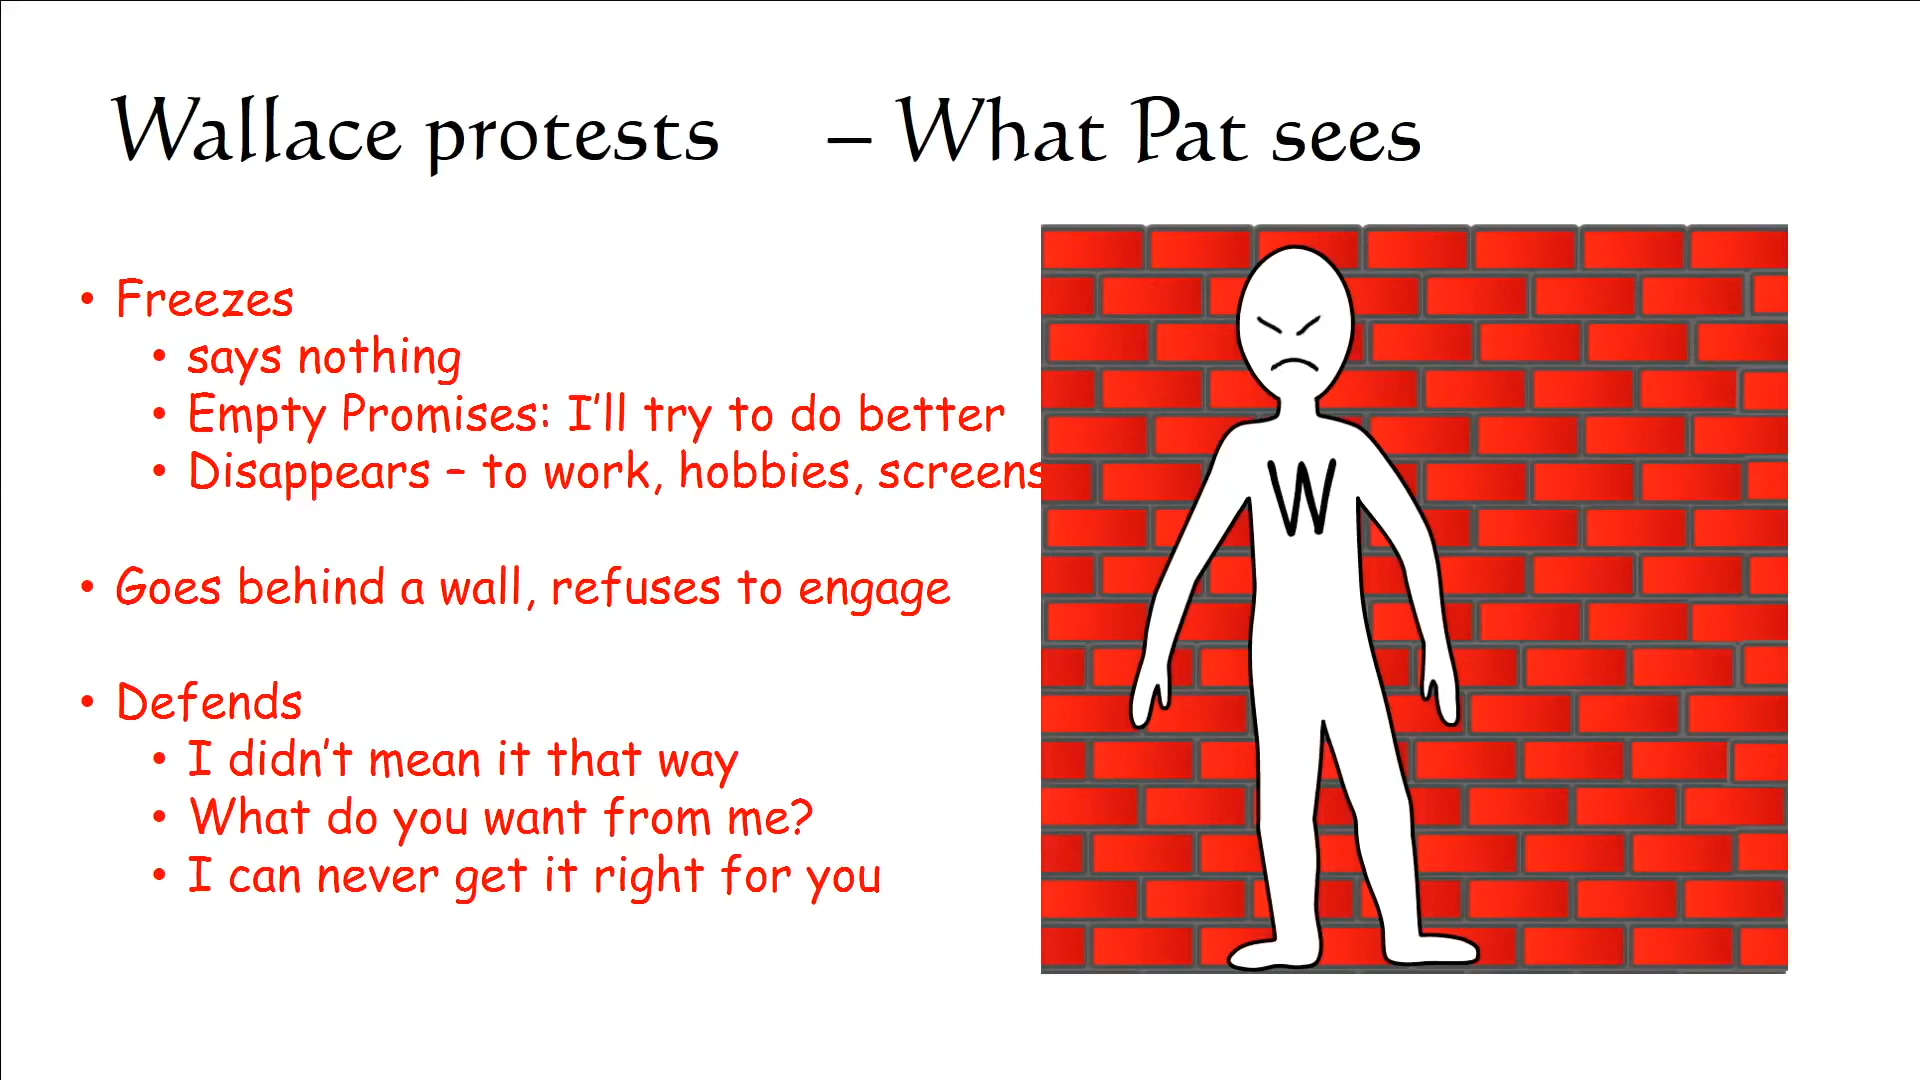 Wallace protests – What Pat sees
• Freezes
• says nothing
• Empty Promises: I’ll try to do better
• Disappears – to work, hobbies, screens
• Goes behind a wall, refuses to engage
• Defends
• I didn’t mean it that way
• What do you want from me?
• I can never get it right for you
W